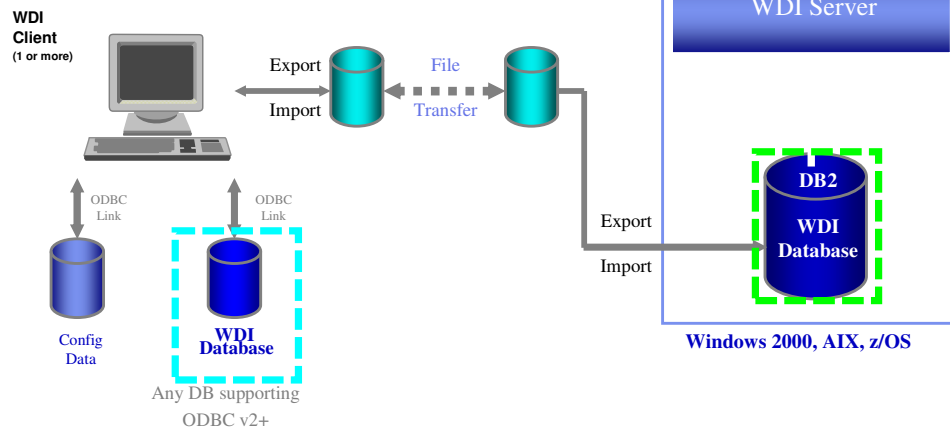 WDI
Client
(1 or more)
Export
Import
File
Transfer
WDI Server
ODBC
Link
ODBC
Link
Config
Data
WDI
Database
Any DB supporting
ODBC v2+
Export
Import
DB2
WDI
Database
Windows 2000, AIX, z/OS